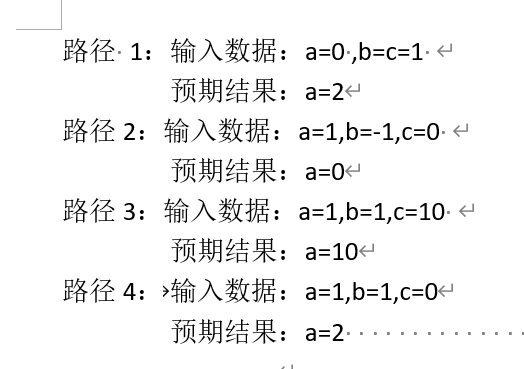 路径 1：输入数据：a=0 ,b=c=1
预期结果：a=2
路径 2：输入数据：a=1,b=-1,c=0
预期结果：a=0
路径 3：输入数据：a=1,b=1,c=10
预期结果：a=10
路径 4：输入数据：a=1,b=1,c=0
预期结果：a=2